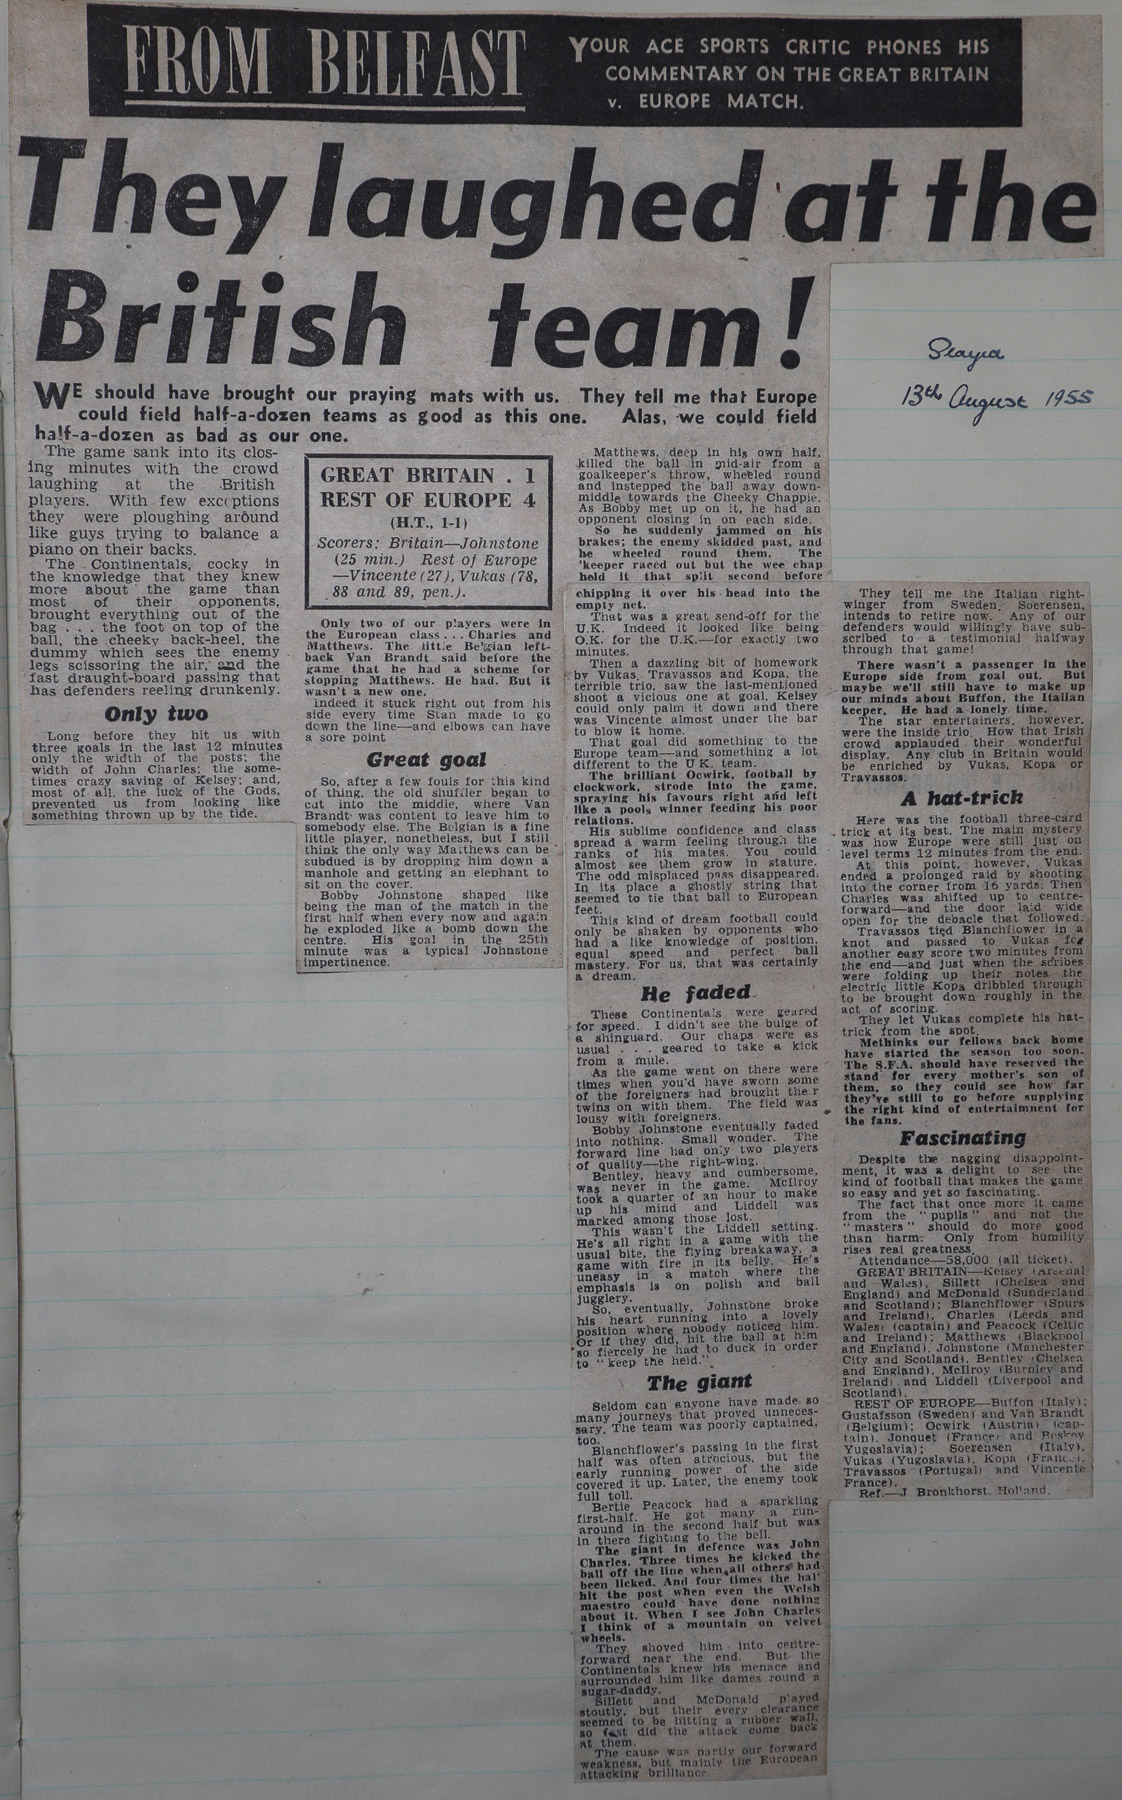 FROM BELFAST
YOUR ACE SPORTS CRITIC PHONES HIS
COMMENTARY ON THE GREAT BRITAIN
v. EUROPE MATCH.
They laughed at the
British team!
13th August 1955
WE should have brought our praying mats with us. They tell me that Europe
could field half-a-dozen teams as good as this one. Alas, we could field
half-a-dozen as bad as our one.
The game sank into its clos-
ing minutes with the crowd
laughing at the British
players. With few exceptions
they were ploughing around
like guys trying to balance a
piano on their backs.
The Continentals, cocky in
the knowledge that they knew
more about the game than
most of their opponents,
brought everything out of the
bag . . . the foot on top of the
ball, the cheeky back-heel, the
dummy which sees the enemy
legs scissoring the air, and the
fast draught-board passing that
has defenders reeling drunkenly.
Only two
Long before they hit us with
three goals in the last 12 minutes
only the width of the posts; the
width of John Charles; the some-
times crazy saving of Kelsey; and,
most of all, the luck of the Gods,
prevented us from looking like
something thrown up by the tide.
GREAT BRITAIN . 1
REST OF EUROPE 4
(H.T., 1-1)
Scorers: Britain—Johnstone
(25 min.) Rest of Europe
—Vincente (27), Vukas (78,
88 and 89, pen.).
Only two of our players were in
the European class . . . Charles and
Matthews. The little Belgian left-
back Van Brandt said before the
game that he had a scheme for
stopping Matthews. He had. But it
wasn't a new one.
Indeed it stuck right out from his
side every time Stan made to go
down the line—and elbows can have
a sore point
Great goal
So, after a few fouls for this kind
of thing, the old shuffler began to
cut into the middle, where Van
Brandt was content to leave him to
somebody else. The Belgian is a fine
little player, nonetheless, but I still
think the only way Matthews can be
subdued is by dropping him down a
manhole and getting an elephant to
sit on the cover.
Bobby Johnstone shaped like
being the man of the match in the
first half when every now and again
he exploded like a bomb down the
centre. His goal in the 25th
minute was a typical Johnstone
impertinence.
Matthews, deep in his own half,
killed the ball in mid-air from a
goalkeeper's throw, wheeled round
and instepped the ball away down-
middle towards the Cheeky Chappie.
As Bobby met up on it, he had an
opponent closing in on each side.
So he suddenly jammed on his
brakes; the enemy skidded past, and
he wheeled round them. The
'keeper raced out but the wee chap
held it that split second before
chipping it over his head into the
empty net.
That was a great send-off for the
U.K. Indeed it looked like being
O.K. for the U.K.—for exactly two
minutes.
Then a dazzling bit of homework
by Vukas, Travassos and Kopa, the
terrible trio, saw the last-mentioned
shoot a vicious one at goal. Kelsey
could only palm it down and there
was Vincente almost under the bar
to blow it home.
That goal did something to the
Europe team—and something a lot
different to the U.K. team.
The brilliant Ocwirk, football by
clockwork, strode into the game,
spraying his favours right and left
like a pools winner feeding his poor
relations.
His sublime confidence and class
spread a warm feeling through the
ranks of his mates. You could
almost see them grow in stature.
The odd misplaced pass disappeared.
In its place a ghostly string that
seemed to tie that ball to European
feet.
This kind of dream football could
only be shaken by opponents who
had a like knowledge of position,
equal speed and perfect ball
mastery. For us, that was certainly
a dream.
He faded
These Continentals were geared
for speed. I didn't see the bulge of
a shinguard. Our chaps were as
usual . . . geared to take a kick
from a mule.
As the game went on there were
times when you'd have sworn some
of the foreigners had brought their
twins on with them. The field was
lousy with foreigners.
Bobby Johnstone eventually faded
into nothing. Small wonder. The
forward line had only two players
of quality—the right-wing.
Bentley, heavy and cumbersome,
was never in the game. McIlroy
took a quarter of an hour to make
up his mind and Liddell was
marked among those lost.
This wasn't the Liddell setting.
He's all right in a game with the
usual bite, the flying breakaway, a
game with fire in its belly. He's
uneasy in a match where the
emphasis is on polish and ball
jugglery.
So, eventually, Johnstone broke
his heart running into a lovely
position where nobody noticed him.
Or if they did, hit the ball at him
so fiercely he had to duck in order
to "keep the heid."
The giant
Seldom can anyone have made so
many journeys that proved unneces-
sary. The team was poorly captained,
too.
Blanchflower's passing in the first
half was often atrocious, but the
early running power of the side
covered it up. Later, the enemy took
full toll.
Bertie Peacock had a sparkling
first-half. He got many a run-
around in the second half but was
in there fighting to the bell.
The giant in defence was John
Charles. Three times he kicked the
ball off the line when all others had
been licked. And four times the bal'
hit the post when even the Welsh
maestro could have done nothing
about it. When I see John Charles
I think of a mountain on velvet
wheels.
They shoved him into centre-
forward near the end. But the
Continentals knew his menace and
surrounded him like dames round a
sugar-daddy.
Sillett and McDonald played
stoutly, but their every clearance
seemed to be hitting a rubber wall,
so fast did the attack come back
at them.
The cause was partly our forward
weakness, but mainly the European
attacking brilliance.
They tell me the Italian right-
winger from Sweden, Soerensen,
intends to retire now. Any of our
defenders would willingly have sub-
scribed to a testimonial halfway
through that game!
There wasn't a passenger in the
Europe side from goal out. But
maybe we'll still have to make up
our minds about Buffon, the Italian
keeper. He had a lonely time.
The star entertainers, however,
were the inside trio. How that Irish
crowd applauded their wonderful
display. Any club in Britain would
be enriched by Vukas, Kopa or
Travassos.
A hat-trick
Here was the football three-card
trick at its best. The main mystery
was how Europe were still just on
level terms 12 minutes from the end.
At this point, however, Vukas
ended a prolonged raid by shooting
into the corner from 16 yards. Then
Charles was shifted up to centre-
forward—and the door laid wide
open for the debacle that followed.
Travassos tied Blanchflower in a
knot and passed to Vukas for
another easy score two minutes from
the end—and just when the scribes
were folding up their notes the
electric little Kopa dribbled through
to be brought down roughly in the
act of scoring.
They let Vukas complete his hat-
trick from the spot.
Methinks our fellows back home
have started the season too soon.
The S.F.A. should have reserved the
stand for every mother's son of
them, so they could see how far
they've still to go before supplying
the right kind of entertainment for
the fans.
Fascinating
Despite the nagging disappoint-
ment, it was a delight to see the
kind of football that makes the game
so easy and yet so fascinating.
The fact that once more it came
from the "pupils" and not the
"masters" should do more good
than harm. Only from humility
rises real greatness.
Attendance—58,000 (all ticket).
GREAT BRITAIN—Kelsey (Arsenal
and Wales), Sillett (Chelsea and
England) and McDonald (Sunderland
and Scotland); Blanchflower (Spurs
and Ireland), Charles (Leeds and
Wales) (captain) and Peacock (Celtic
and Ireland); Matthews (Blackpool
and England), Johnstone (Manchester
City and Scotland), Bentley (Chelsea
and England), McIlroy (Burnley and
Ireland) and Liddell (Liverpool and
Scotland).
REST OF EUROPE—Buffon (Italy);
Gustafsson (Sweden) and Van Brandt
(Belgium); Ocwirk (Austria) (cap-
tain), Jonquet (France) and
Yugoslavia); Soerensen (Italy),
Vukas (Yugoslavia), Kopa (France),
Travassos (Portugal) and Vincente
France).
Ref.—J Bronkhorst, Holland.